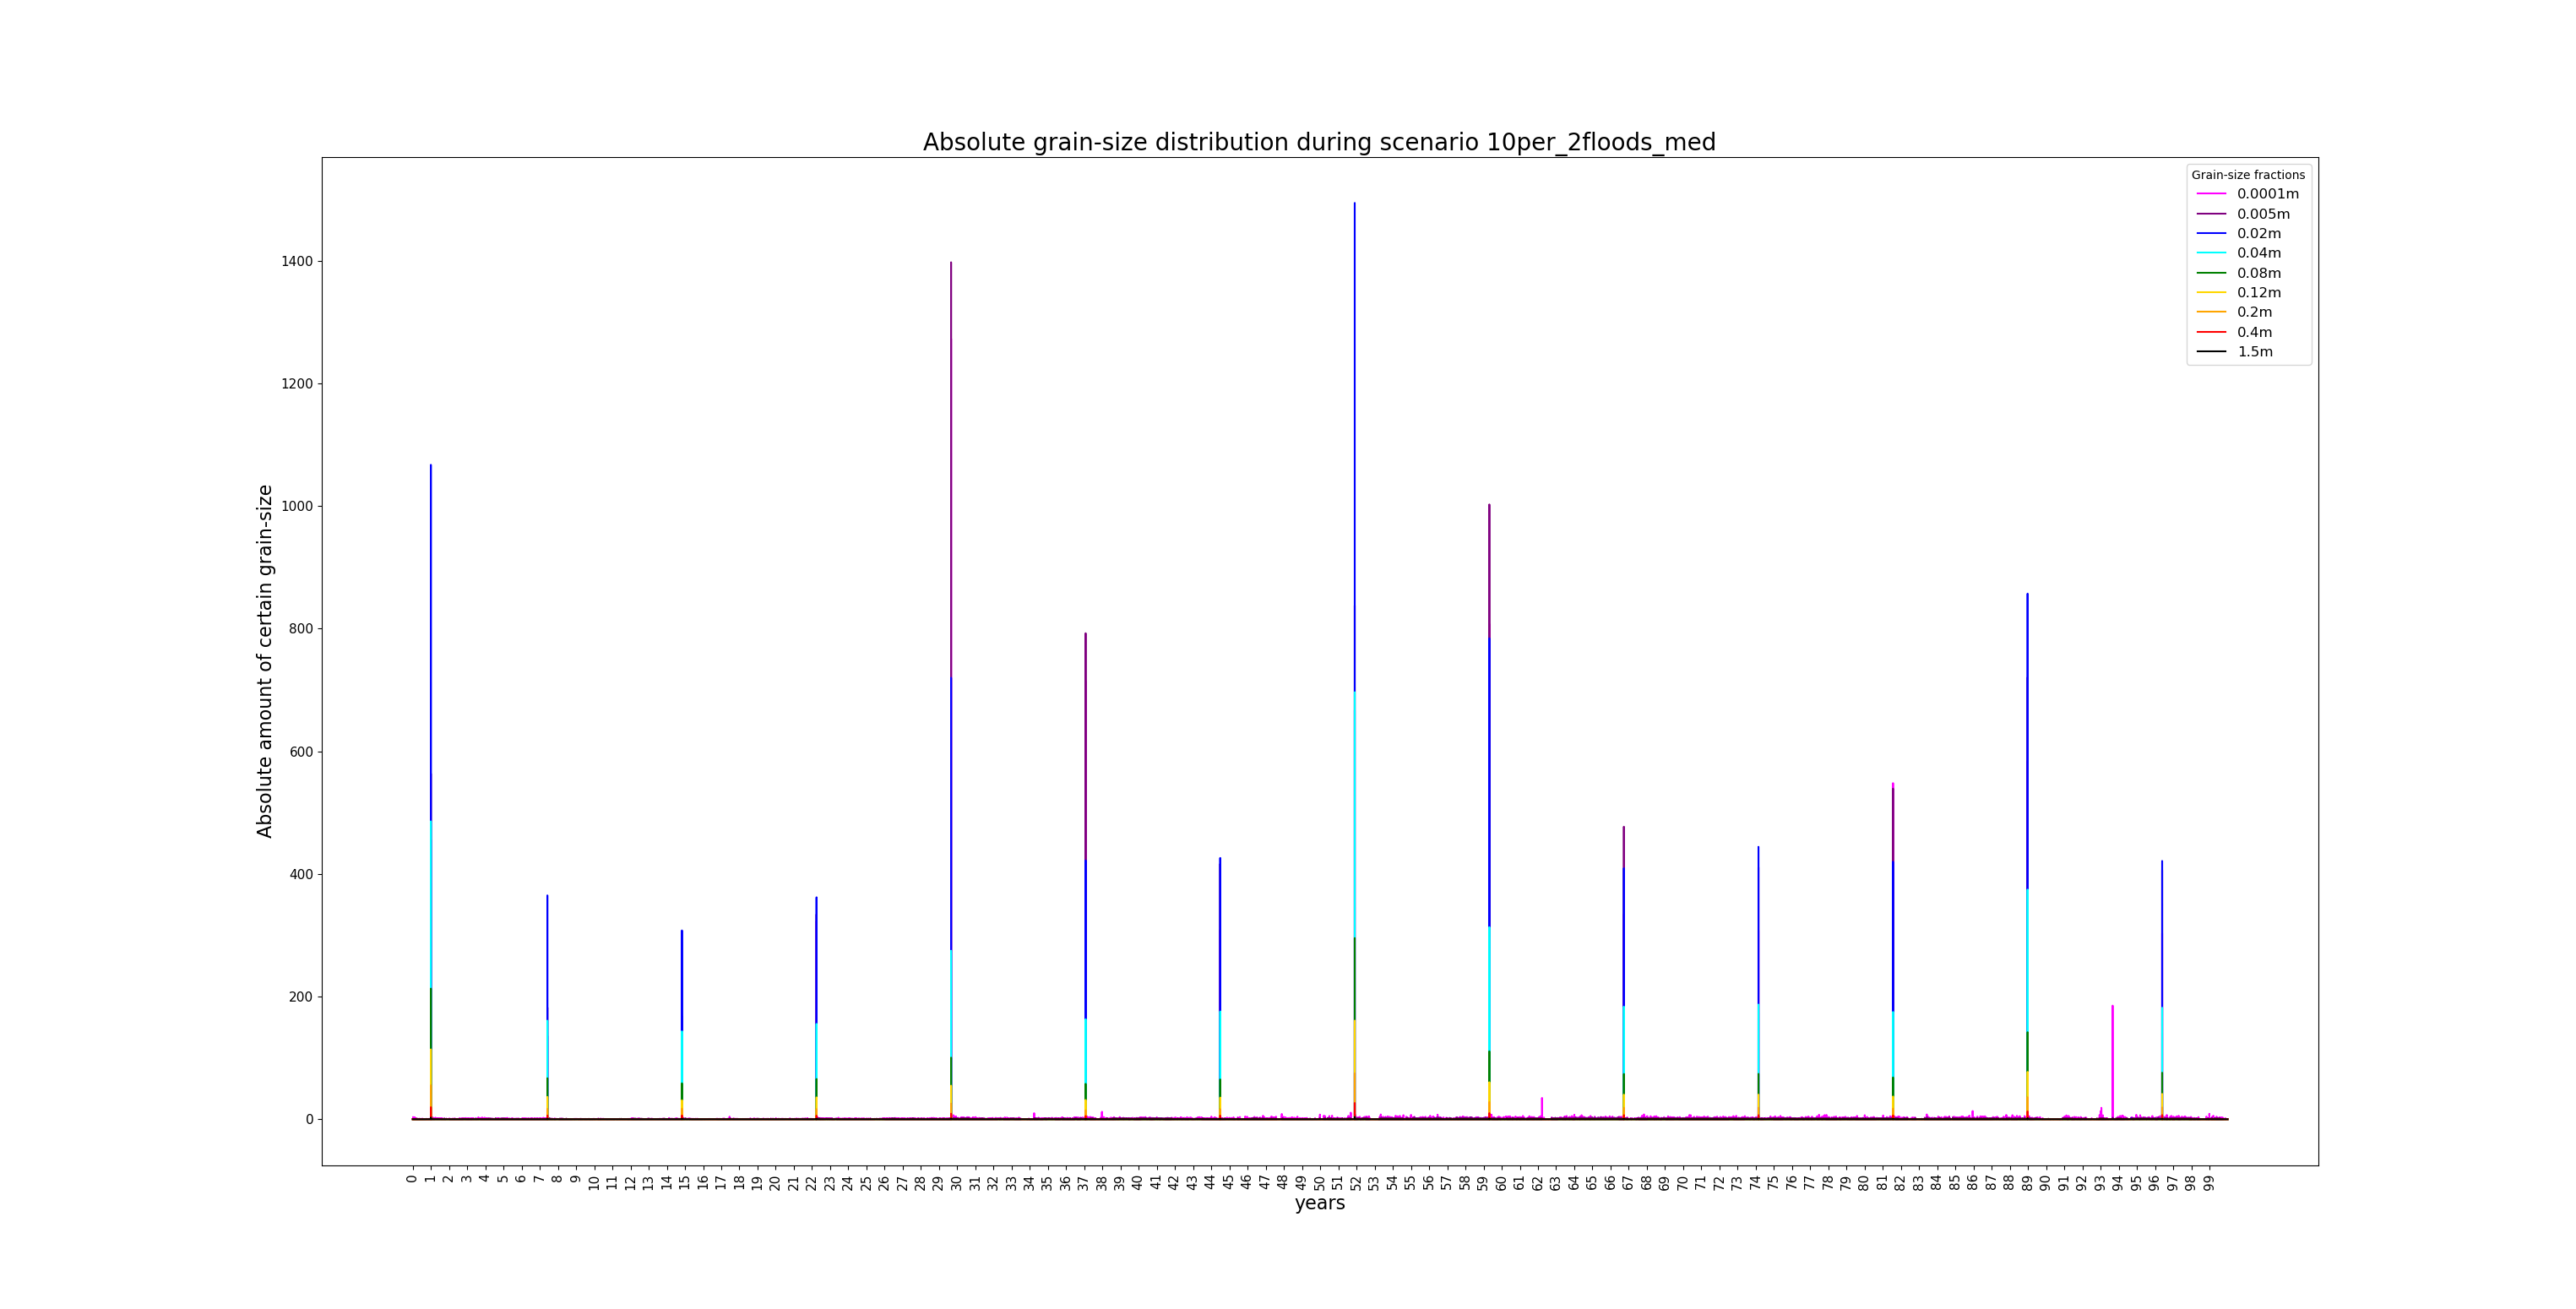 Absolute grain-size distribution during scenario 10per_2floods_med
Grain-size fractions
0.0001m
0.005m
0.02m
0.04m
0.08m
0.12m
0.2m
0.4m
1.5m
Absolute amount of certain grain-size
1400
1200
1000
800
600
400
200
0
0 1 2 3 4 5 6 7 8 9 10 11 12 13 14 15 16 17 18 19 20 21 22 23 24 25 26 27 28 29 30 31 32 33 34 35 36 37 38 39 40 41 42 43 44 45 46 47 48 49 50 51 52 53 54 55 56 57 58 59 60 61 62 63 64 65 66 67 68 69 70 71 72 73 74 75 76 77 78 79 80 81 82 83 84 85 86 87 88 89 90 91 92 93 94 95 96 97 98 99
years